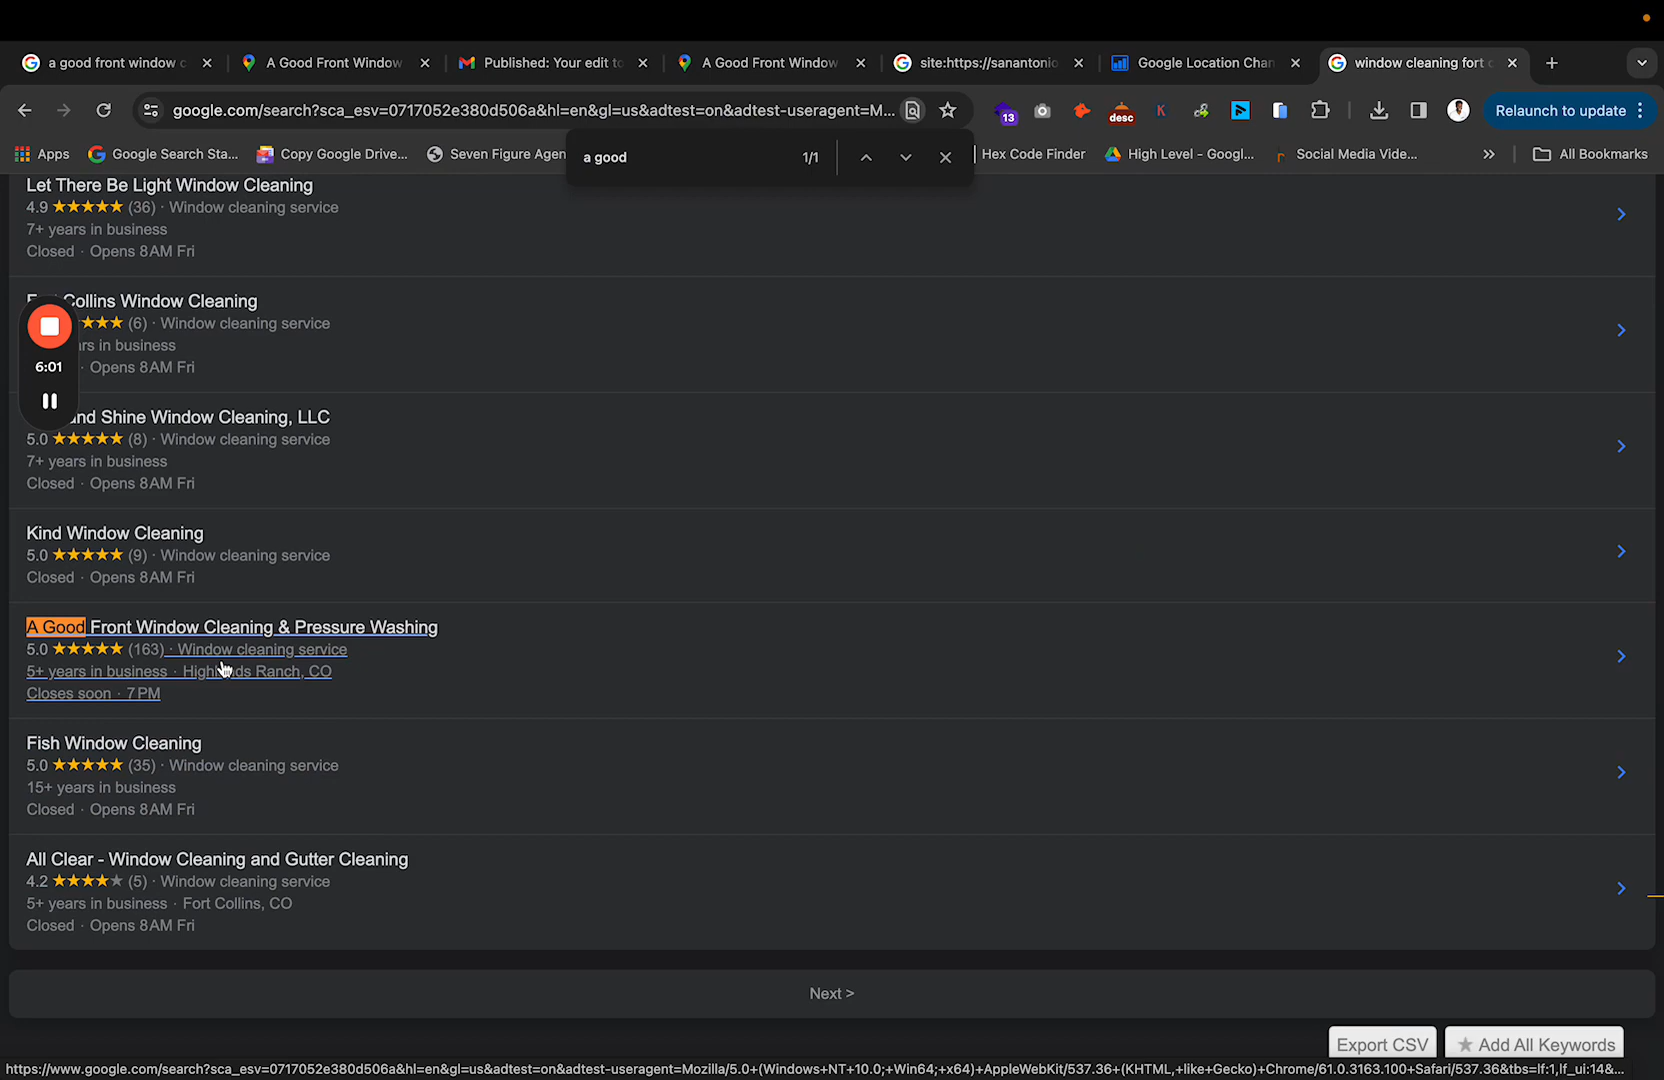 a good front window c
A Good Front Window
Published: Your edit to
A Good Front Window
site:https://sanantonio
Google Location Chan
window cleaning fort c
google.com/search?sca_esv=0717052e380d506a&hl=en&gl=us&adtest=on&adtest-useragent=M...
13
desc
K
Relaunch to update
Apps
Google Search Sta...
Copy Google Drive...
Seven Figure Agen
Hex Code Finder
High Level - Googl...
Social Media Vide...
All Bookmarks
a good
1/1
Let There Be Light Window Cleaning
4.9 (36) · Window cleaning service
7+ years in business
Closed · Opens 8AM Fri
Collins Window Cleaning
(6) · Window cleaning service
in business
· Opens 8AM Fri
6:01
Shine Window Cleaning, LLC
5.0 (8) · Window cleaning service
7+ years in business
Closed · Opens 8AM Fri
Kind Window Cleaning
5.0 (9) · Window cleaning service
Closed · Opens 8AM Fri
A Good Front Window Cleaning & Pressure Washing
5.0 (163) · Window cleaning service
5+ years in business · Highlands Ranch, CO
Closes soon · 7PM
Fish Window Cleaning
5.0 (35) · Window cleaning service
15+ years in business
Closed · Opens 8AM Fri
All Clear - Window Cleaning and Gutter Cleaning
4.2 (5) · Window cleaning service
5+ years in business · Fort Collins, CO
Closed · Opens 8AM Fri
Next >
Export CSV
Add All Keywords
https://www.google.com/search?sca_esv=0717052e380d506a&hl=en&gl=us&adtest=on&adtest-useragent=Mozilla/5.0+(Windows+NT+10.0;+Win64;+x64)+AppleWebKit/537.36+(KHTML,+like+Gecko)+Chrome/61.0.3163.100+Safari/537.36&tbs=lf:1,lf_ui:14&...